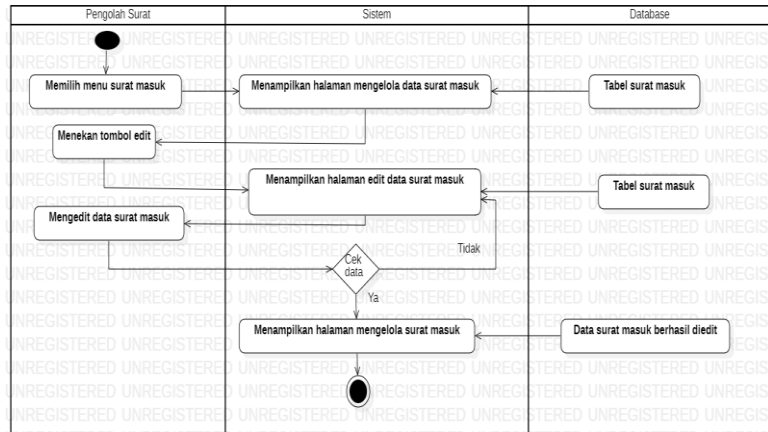 Pengolah Surat
Sistem
Database
Memilih menu surat masuk
Menampilkan halaman mengelola data surat masuk
Tabel surat masuk
Menekan tombol edit
Menampilkan halaman edit data surat masuk
Tabel surat masuk
Mengedit data surat masuk
Cek
data
Tidak
Ya
Menampilkan halaman mengelola surat masuk
Data surat masuk berhasil diedit
UNREGISTERED